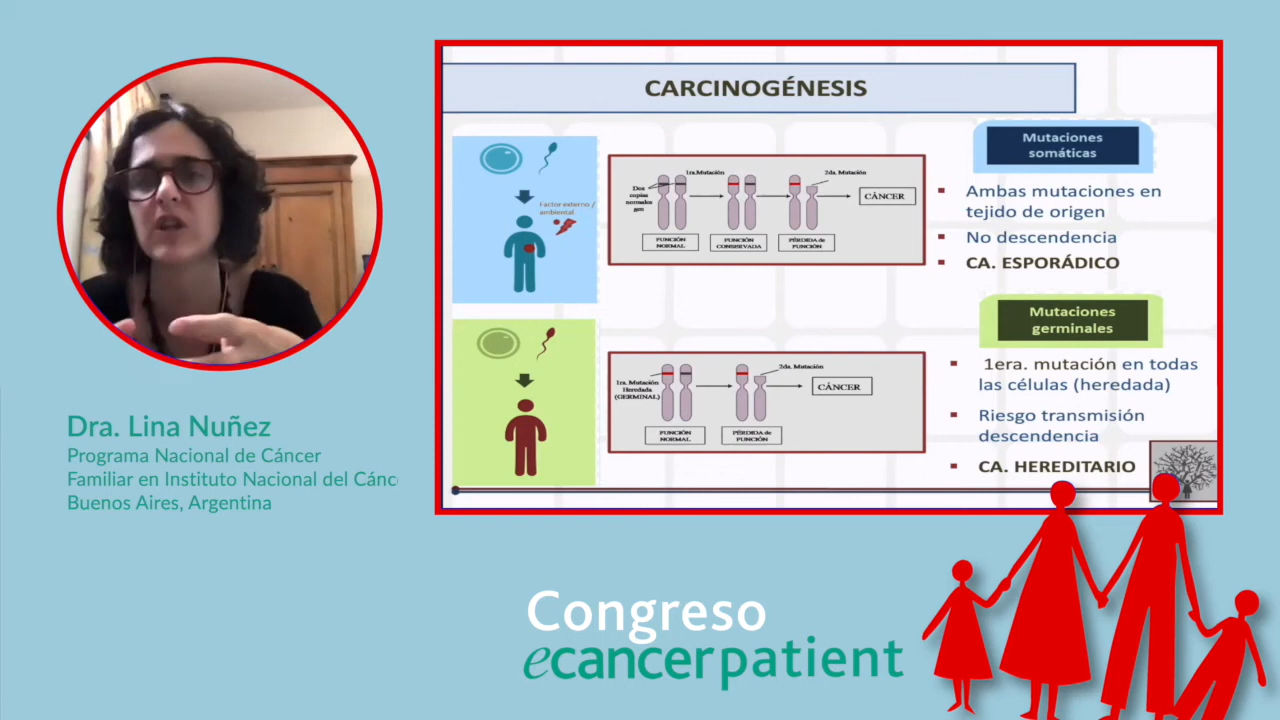 CARCINOGÉNESIS
Factor externo /
ambiental
Dos
copias
normales
gen
1ra.Mutación
2da. Mutación
CÁNCER
FUNCIÓN
NORMAL
FUNCIÓN
CONSERVADA
PÉRDIDA de
FUNCIÓN
Mutaciones
somáticas
Ambas mutaciones en
tejido de origen
No descendencia
CA. ESPORÁDICO
1ra. Mutación
Heredada
(GERMINAL)
2da. Mutación
CÁNCER
FUNCIÓN
NORMAL
PÉRDIDA de
FUNCIÓN
Mutaciones
germinales
1era. mutación en todas
las células (heredada)
Riesgo transmisión
descendencia
CA. HEREDITARIO
Dra. Lina Nuñez
Programa Nacional de Cáncer
Familiar en Instituto Nacional del Cánc
Buenos Aires, Argentina
Congreso
ecancerpatient